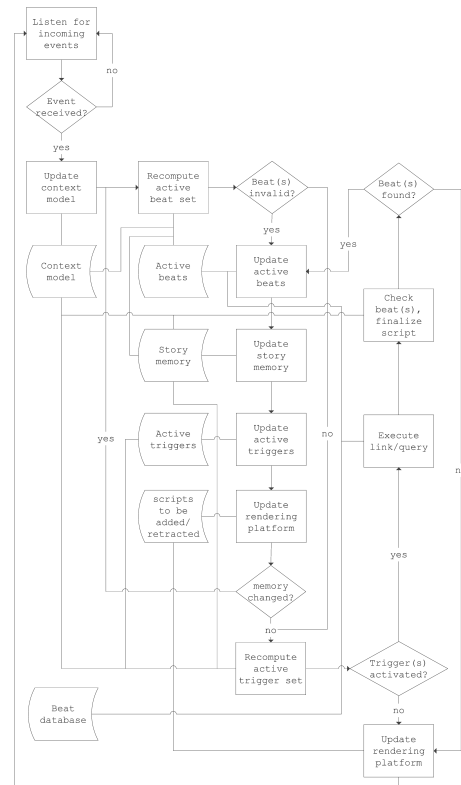 Listen for
incoming
events
no
Event
received?
yes
Update
context
model
Recompute
active
beat set
Beat(s)
invalid?
Beat(s)
found?
yes
yes
Context
model
Active
beats
Update
active
beats
Check
beat(s),
finalize
script
Story
memory
Update
story
memory
yes
Active
triggers
Update
active
triggers
no
Execute
link/query
n
scripts
to be
added/
retracted
Update
rendering
platform
yes
memory
changed?
no
Recompute
active
trigger set
Trigger(s)
activated?
Beat
database
no
Update
rendering
platform